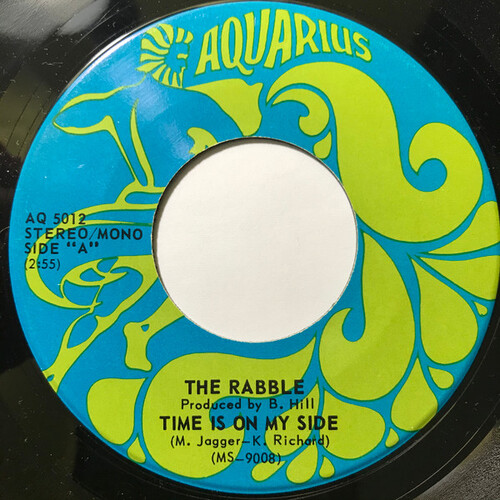 AQUARIUS
AQ 5012
STEREO/MONO
SIDE "A"
(2:55)
THE RABBLE
Produced by B. Hill
TIME IS ON MY SIDE
(M. Jagger-K. Richard)
(MS-9008)